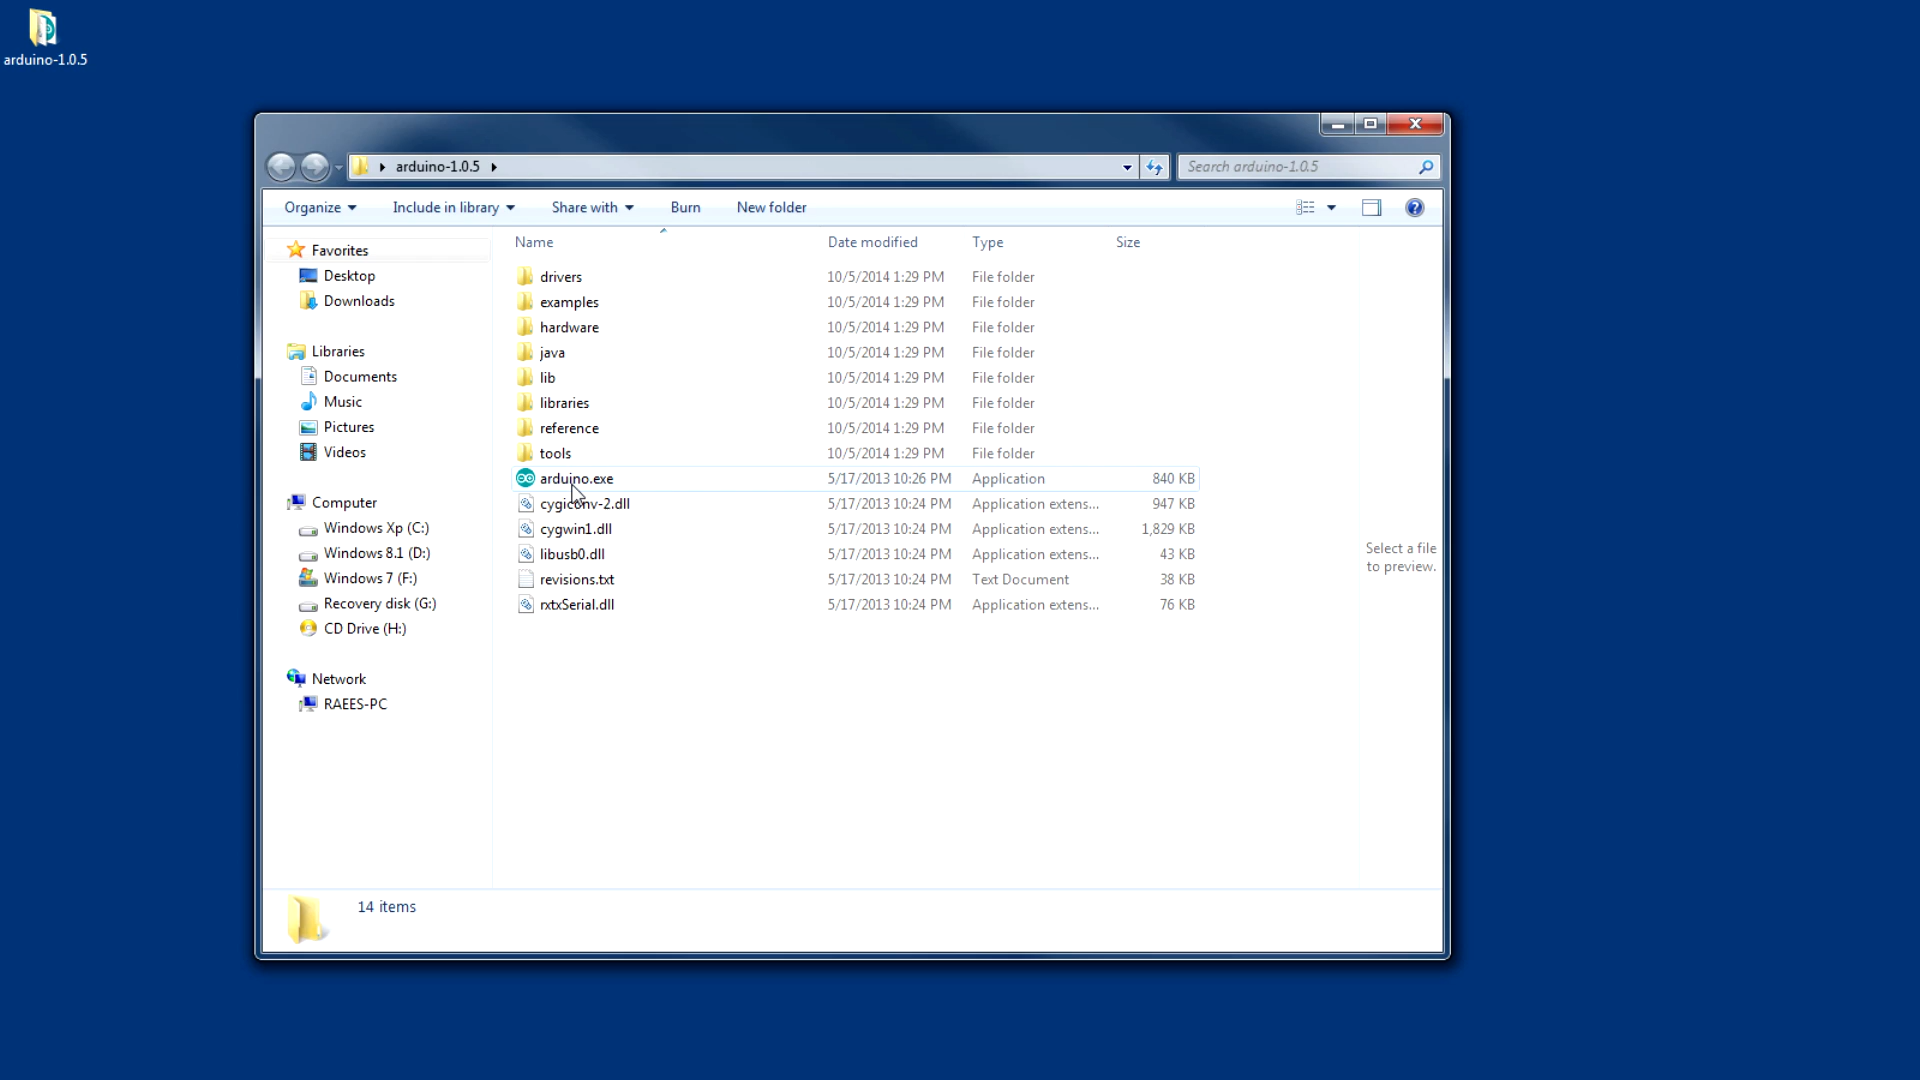 arduino-1.0.5
arduino-1.0.5
Search arduino-1.0.5
Organize Include in library Share with Burn New folder
Name Date modified Type Size
Favorites
Desktop
Downloads
Libraries
Documents
Music
Pictures
Videos
Computer
Windows Xp (C:)
Windows 8.1 (D:)
Windows 7 (F:)
Recovery disk (G:)
CD Drive (H:)
Network
RAEES-PC
drivers 10/5/2014 1:29 PM File folder
examples 10/5/2014 1:29 PM File folder
hardware 10/5/2014 1:29 PM File folder
java 10/5/2014 1:29 PM File folder
lib 10/5/2014 1:29 PM File folder
libraries 10/5/2014 1:29 PM File folder
reference 10/5/2014 1:29 PM File folder
tools 10/5/2014 1:29 PM File folder
arduino.exe 5/17/2013 10:26 PM Application 840 KB
cygiconv-2.dll 5/17/2013 10:24 PM Application extens... 947 KB
cygwin1.dll 5/17/2013 10:24 PM Application extens... 1,829 KB
libusb0.dll 5/17/2013 10:24 PM Application extens... 43 KB
revisions.txt 5/17/2013 10:24 PM Text Document 38 KB
rxtxSerial.dll 5/17/2013 10:24 PM Application extens... 76 KB
Select a file
to preview.
14 items